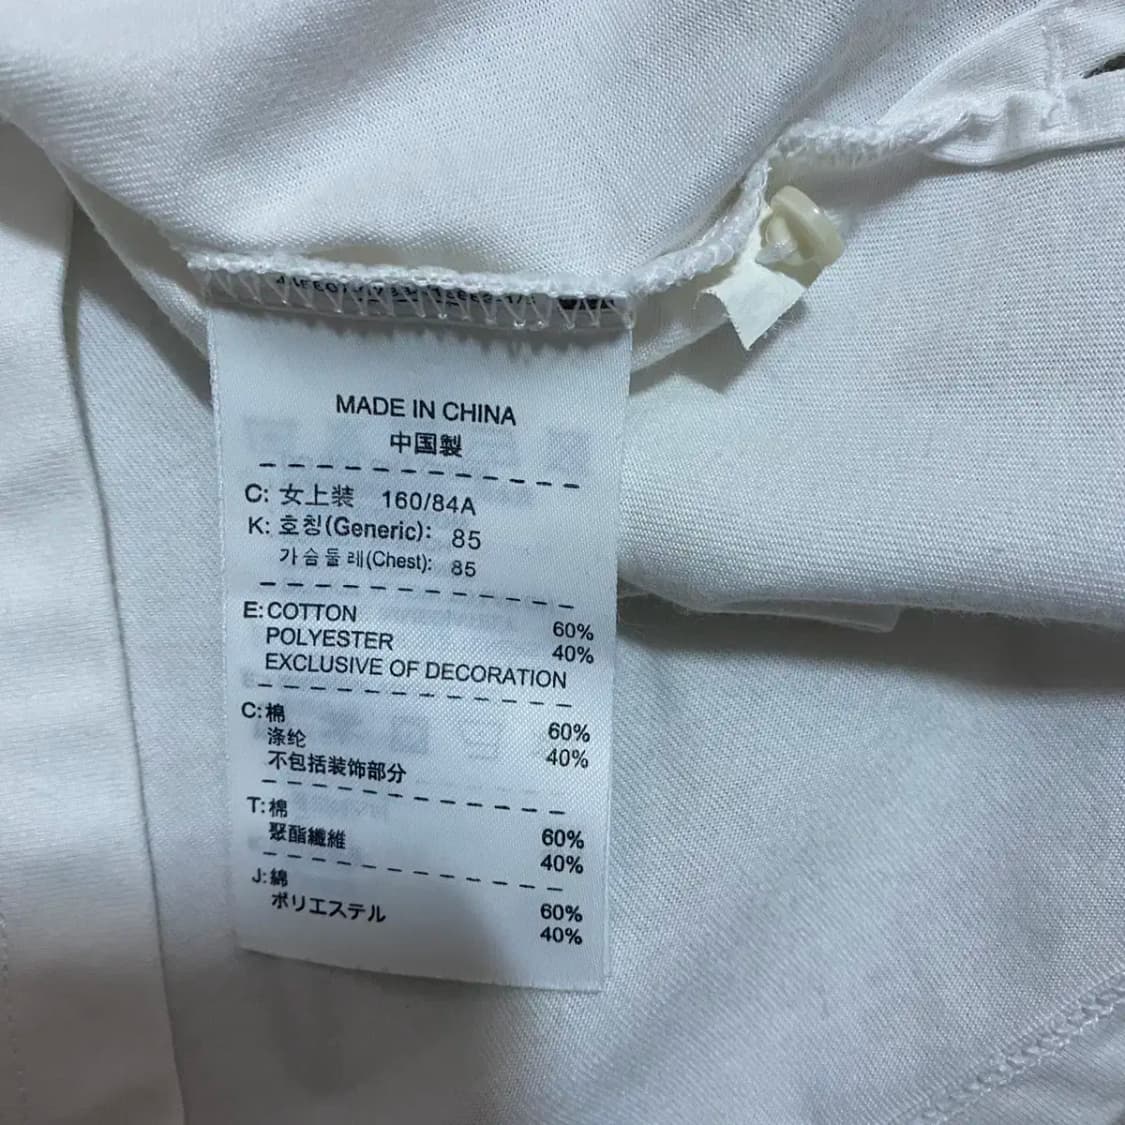 MADE IN CHINA
中国製
C: 女上装 160/84A
K: 호칭(Generic): 85
가슴둘레(Chest): 85
E: COTTON 60%
POLYESTER 40%
EXCLUSIVE OF DECORATION
C: 棉 60%
涤纶 40%
不包括装饰部分
T: 棉 60%
聚酯纖維 40%
J: 綿 60%
ポリエステル 40%